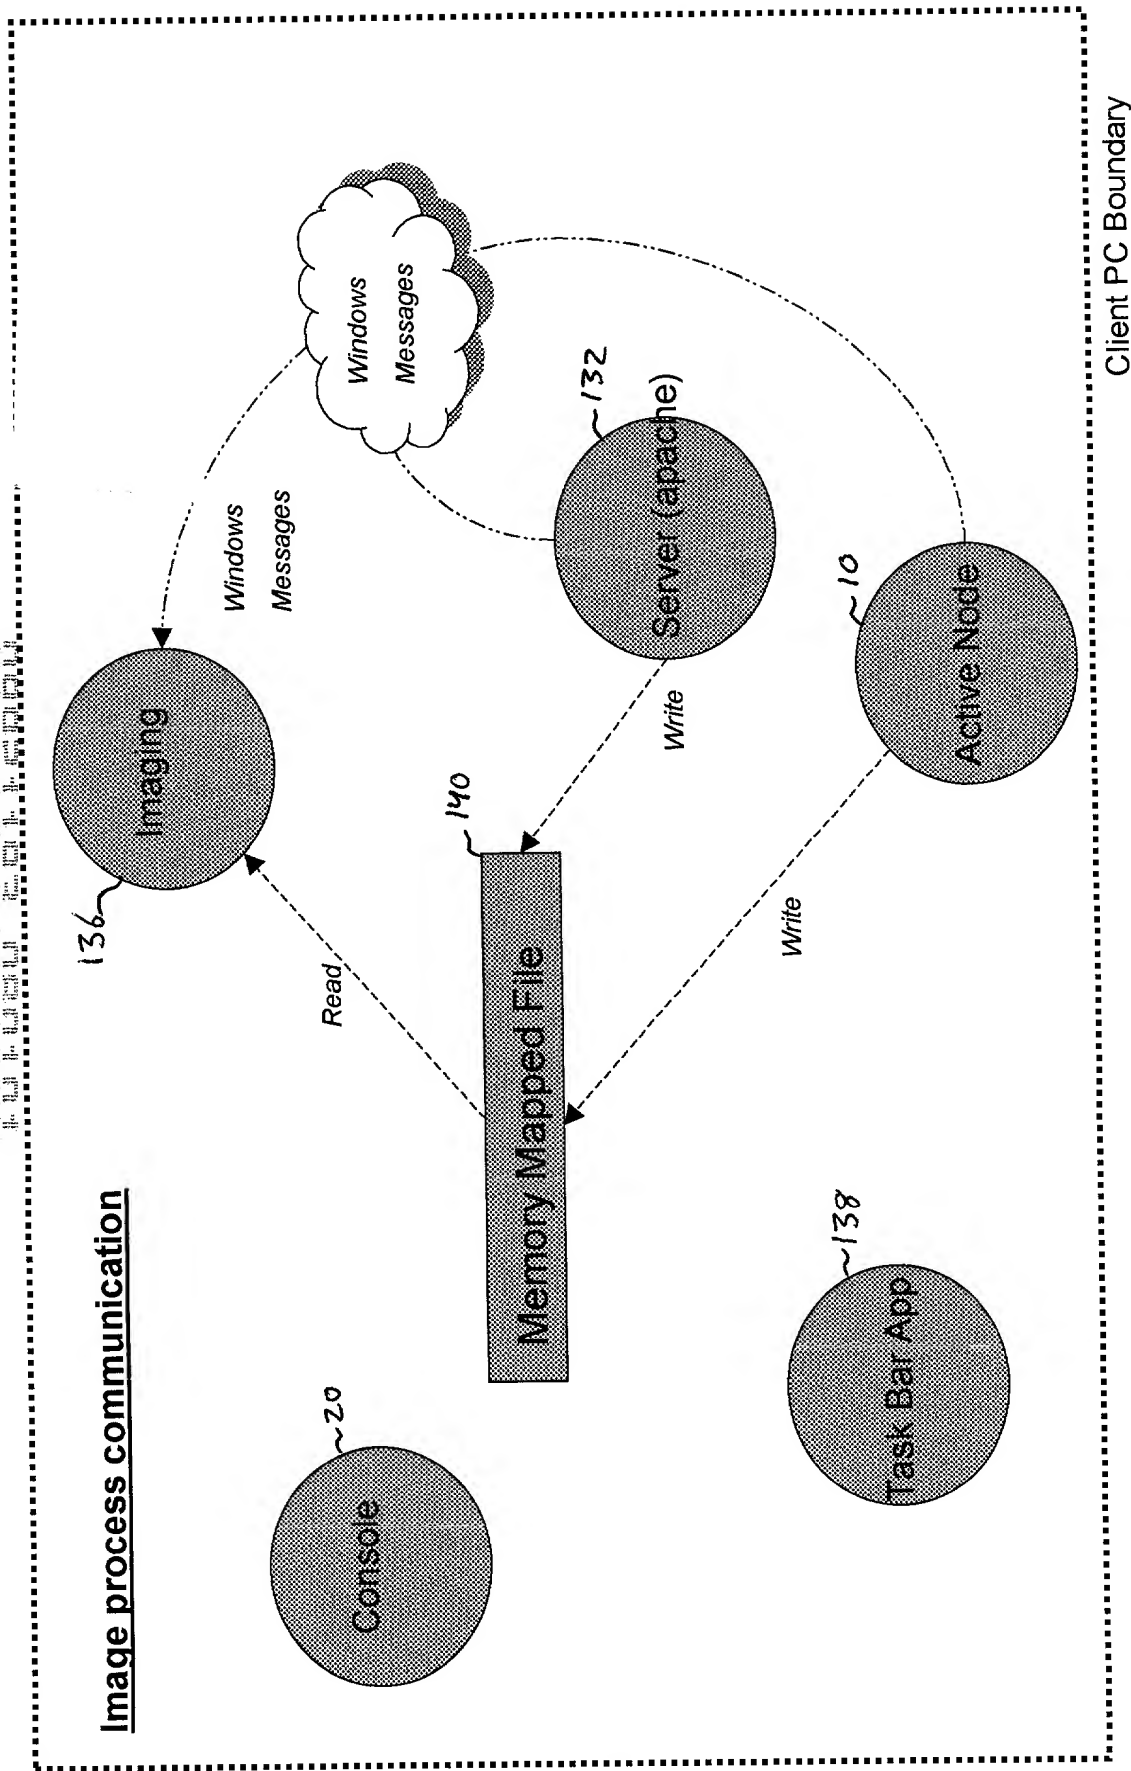 Image process communication
136
Imaging
Windows
Messages
Read
Windows
Messages
20
Console
140
Memory Mapped File
Write
132
Server (apache)
Write
10
Active Node
138
Task Bar App
Client PC Boundary